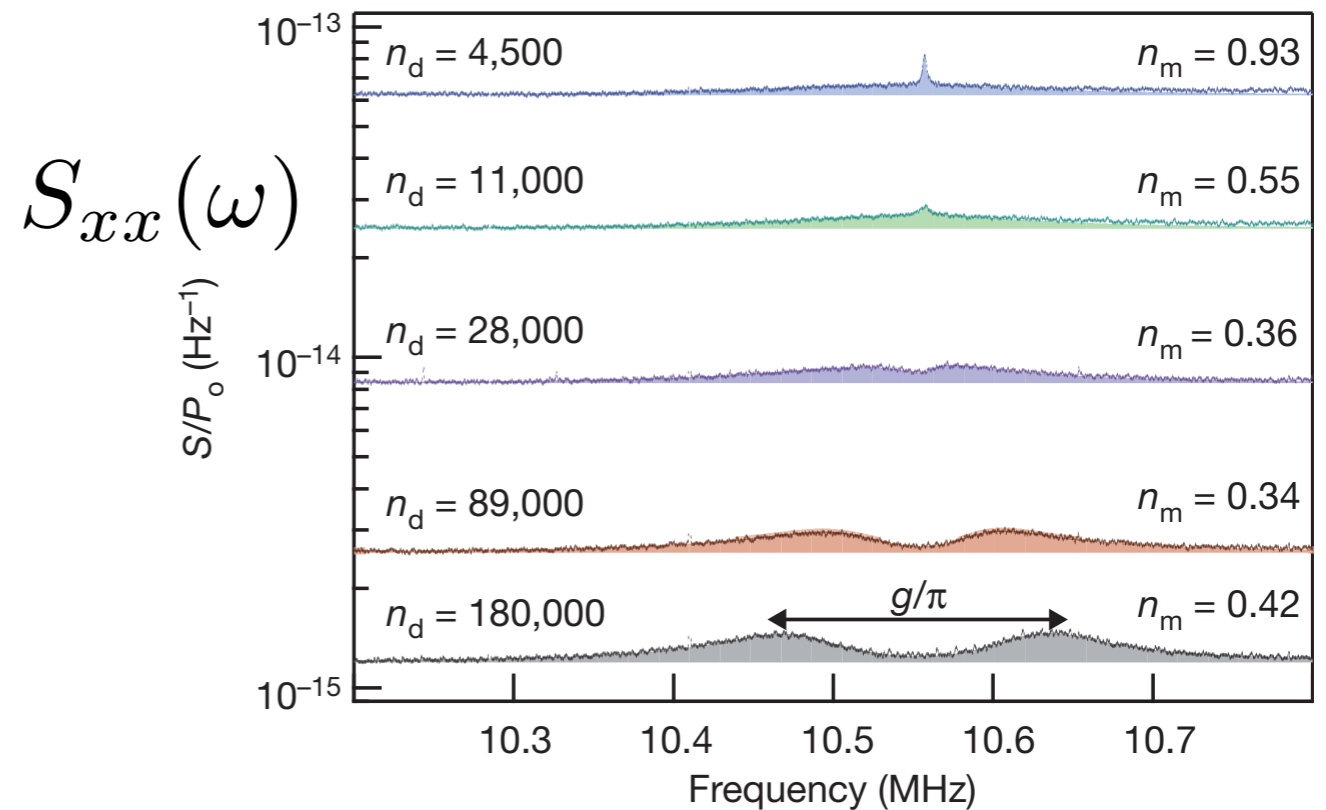 10⁻¹³
n_d = 4,500 n_m = 0.93
n_d = 11,000 n_m = 0.55
S_xx(ω)
S/P_o (Hz⁻¹)
n_d = 28,000 n_m = 0.36
10⁻¹⁴
n_d = 89,000 n_m = 0.34
g/π
n_d = 180,000 n_m = 0.42
10⁻¹⁵
10.3 10.4 10.5 10.6 10.7
Frequency (MHz)